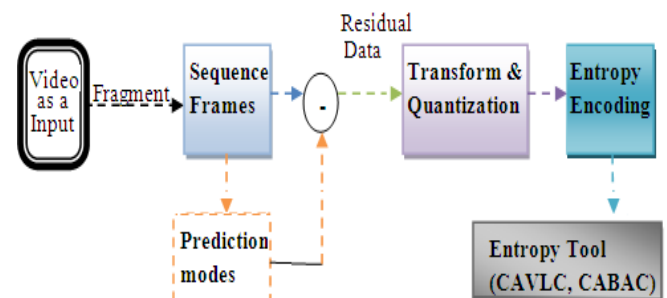 Video
as a
Input
Fragment
Sequence
Frames
-
Residual
Data
Transform &
Quantization
Entropy
Encoding
Prediction
modes
Entropy Tool
(CAVLC, CABAC)